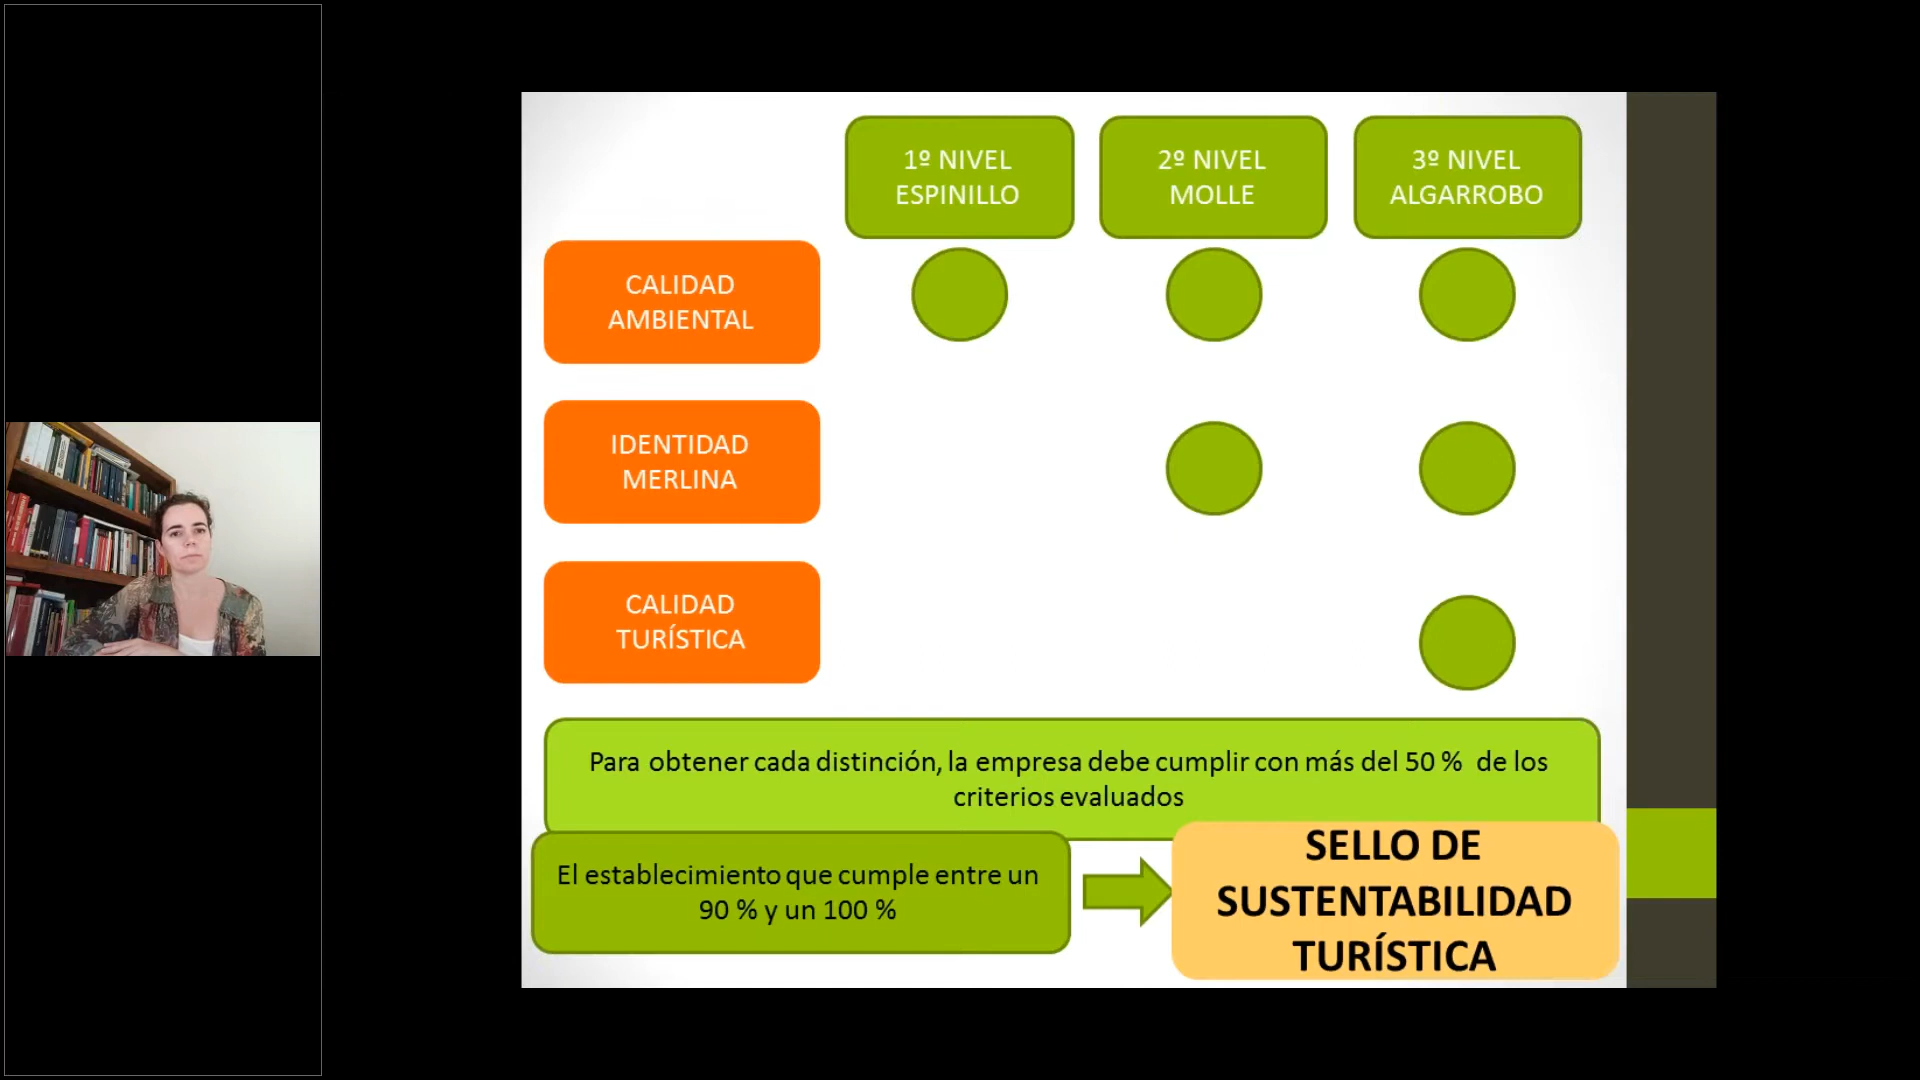 1º NIVEL
ESPINILLO
2º NIVEL
MOLLE
3º NIVEL
ALGARROBO
CALIDAD
AMBIENTAL
IDENTIDAD
MERLINA
CALIDAD
TURÍSTICA
Para obtener cada distinción, la empresa debe cumplir con más del 50 % de los
criterios evaluados
El establecimiento que cumple entre un
90 % y un 100 %
SELLO DE
SUSTENTABILIDAD
TURÍSTICA